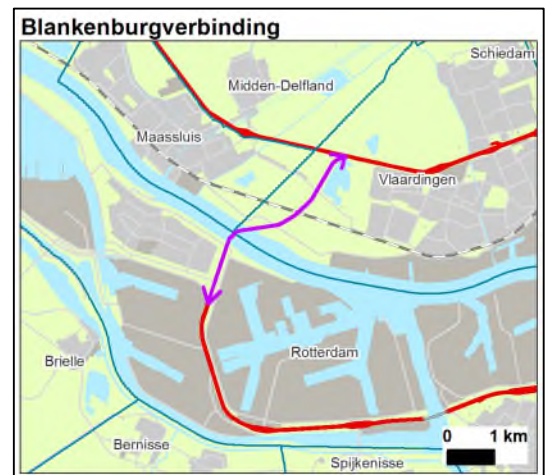 Blankenburgverbinding
Schiedam
Midden-Delfland
Maassluis
Vlaardingen
Rotterdam
Brielle
Bernisse
Spijkenisse
0 1 km